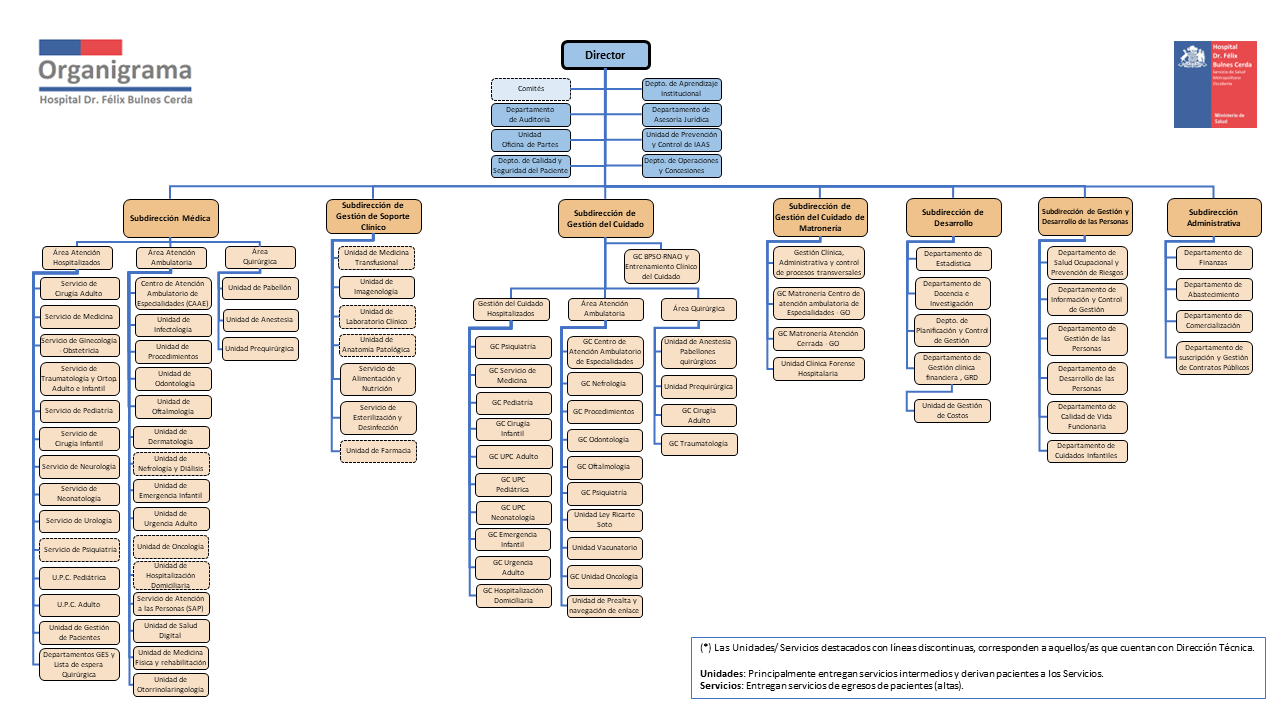 Organigrama
Hospital Dr. Félix Bulnes Cerda
Hospital
Dr. Félix
Bulnes Cerda
Servicio de Salud
Metropolitano
Occidente
Ministerio de
Salud
Director
Comités
Depto. de Aprendizaje
Institucional
Departamento
de Auditoría
Departamento de
Asesoría Jurídica
Unidad
Oficina de Partes
Unidad de Prevención
y Control de IAAS
Depto. de Calidad y
Seguridad del Paciente
Depto. de Operaciones
y Concesiones
Subdirección Médica
Área Atención
Hospitalizados
Servicio de
Cirugía Adulto
Servicio de Medicina
Servicio de Ginecología
- Obstetricia
Servicio de
Traumatología y Ortop.
Adulto e Infantil
Servicio de Pediatría
Servicio de
Cirugía Infantil
Servicio de Neurología
Servicio de
Neonatología
Servicio de Urología
Servicio de Psiquiatría
U.P.C. Pediátrica
U.P.C. Adulto
Unidad de Gestión
de Pacientes
Departamentos GES y
Lista de espera
Quirúrgica
Área Atención
Ambulatoria
Centro de Atención
Ambulatorio de
Especialidades (CAAE)
Unidad de
Infectología
Unidad de
Procedimientos
Unidad de
Odontología
Unidad de
Oftalmología
Unidad de
Dermatología
Unidad de
Nefrología y Diálisis
Unidad de
Emergencia Infantil
Unidad de
Urgencia Adulto
Unidad de Oncología
Unidad de
Hospitalización
Domiciliaria
Servicio de Atención
a las Personas (SAP)
Unidad de Salud
Digital
Unidad de Medicina
Física y rehabilitación
Unidad de
Otorrinolaringología
Área
Quirúrgica
Unidad de Pabellón
Unidad de Anestesia
Unidad Prequirúrgica
Subdirección de
Gestión de Soporte
Clínico
Unidad de Medicina
Transfusional
Unidad de
Imagenología
Unidad de
Laboratorio Clínico
Unidad de
Anatomía Patológica
Servicio de
Alimentación y
Nutrición
Servicio de
Esterilización y
Desinfección
Unidad de Farmacia
Subdirección de
Gestión del Cuidado
GC BPSO-RNAO y
Entrenamiento Clínico
del Cuidado
Gestión del Cuidado
Hospitalizados
GC Psiquiatría
GC Servicio de
Medicina
GC Pediatría
GC Cirugía
Infantil
GC UPC Adulto
GC UPC
Pediátrica
GC UPC
Neonatología
GC Emergencia
Infantil
GC Urgencia
Adulto
GC Hospitalización
Domiciliaria
Área Atención
Ambulatoria
GC Centro de
Atención Ambulatorio
de Especialidades
GC Nefrología
GC Procedimientos
GC Odontología
GC Oftalmología
GC Psiquiatría
Unidad Ley Ricarte
Soto
Unidad Vacunatorio
GC Unidad Oncología
Unidad de Prealta y
navegación de enlace
Área Quirúrgica
Unidad de Anestesia
Pabellones
quirúrgicos
Unidad Prequirúrgica
GC Cirugía
Adulto
GC Traumatología
Subdirección de
Gestión del Cuidado de
Matronería
Gestión Clínica,
Administrativa y control
de procesos transversales
GC Matronería Centro de
atención ambulatoria de
Especialidades - GO
GC Matronería Atención
Cerrada - GO
Unidad Clínica Forense
Hospitalaria
Subdirección de
Desarrollo
Departamento de
Estadística
Departamento de
Docencia e
Investigación
Depto. de
Planificación y Control
de Gestión
Departamento de
Gestión clínica
financiera , GRD
Unidad de Gestión
de Costos
Subdirección de Gestión y
Desarrollo de las Personas
Departamento de
Salud Ocupacional y
Prevención de Riesgos
Departamento de
Información y Control
de Gestión
Departamento de
Gestión de las
Personas
Departamento de
Desarrollo de las
Personas
Departamento de
Calidad de Vida
Funcionaria
Departamento de
Cuidados Infantiles
Subdirección
Administrativa
Departamento de
Finanzas
Departamento de
Abastecimiento
Departamento de
Comercialización
Departamento de
suscripción y Gestión
de Contratos Públicos
(*) Las Unidades/ Servicios destacados con líneas discontinuas, corresponden a aquellos/as que cuentan con Dirección Técnica.
Unidades: Principalmente entregan servicios intermedios y derivan pacientes a los Servicios.
Servicios: Entregan servicios de egresos de pacientes (altas).